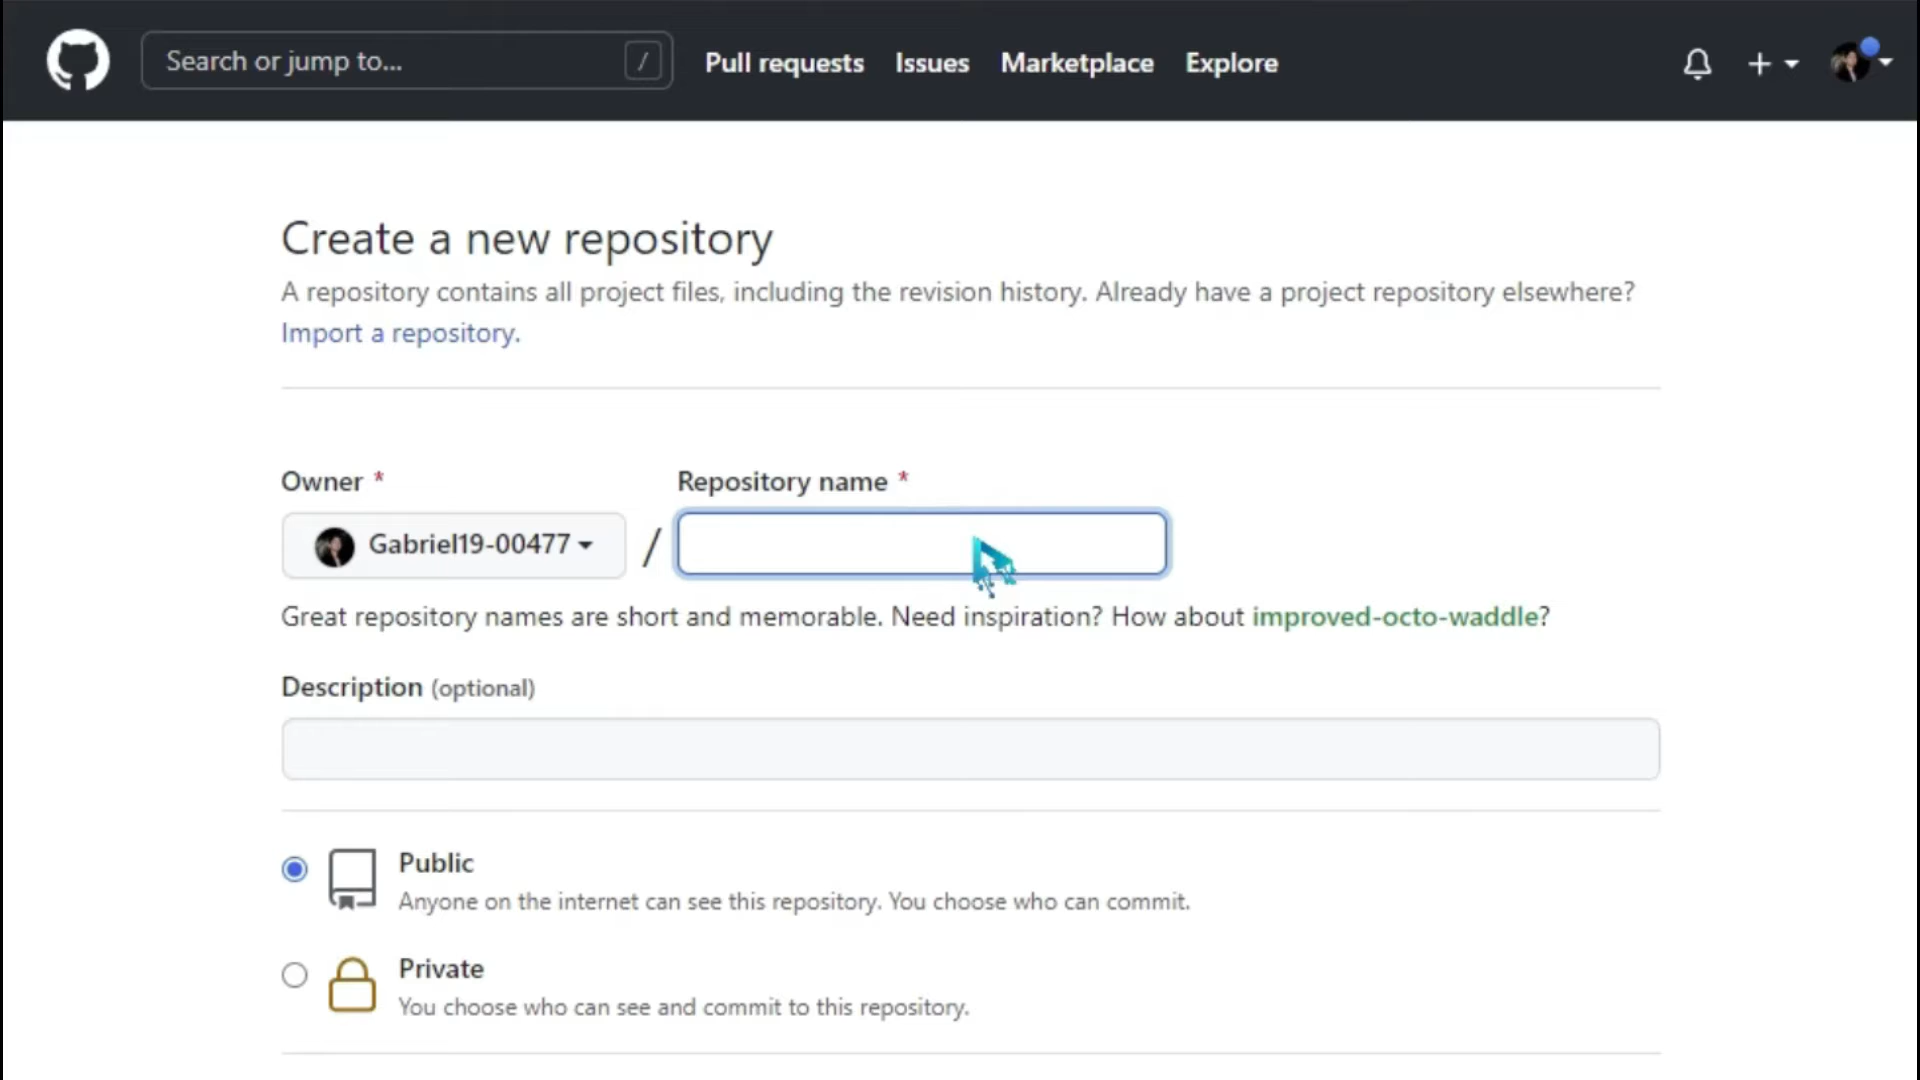 Search or jump to... /
Pull requests Issues Marketplace Explore
Create a new repository
A repository contains all project files, including the revision history. Already have a project repository elsewhere?
Import a repository.
Owner * Repository name *
Gabriel19-00477 /
Great repository names are short and memorable. Need inspiration? How about improved-octo-waddle?
Description (optional)
Public
Anyone on the internet can see this repository. You choose who can commit.
Private
You choose who can see and commit to this repository.